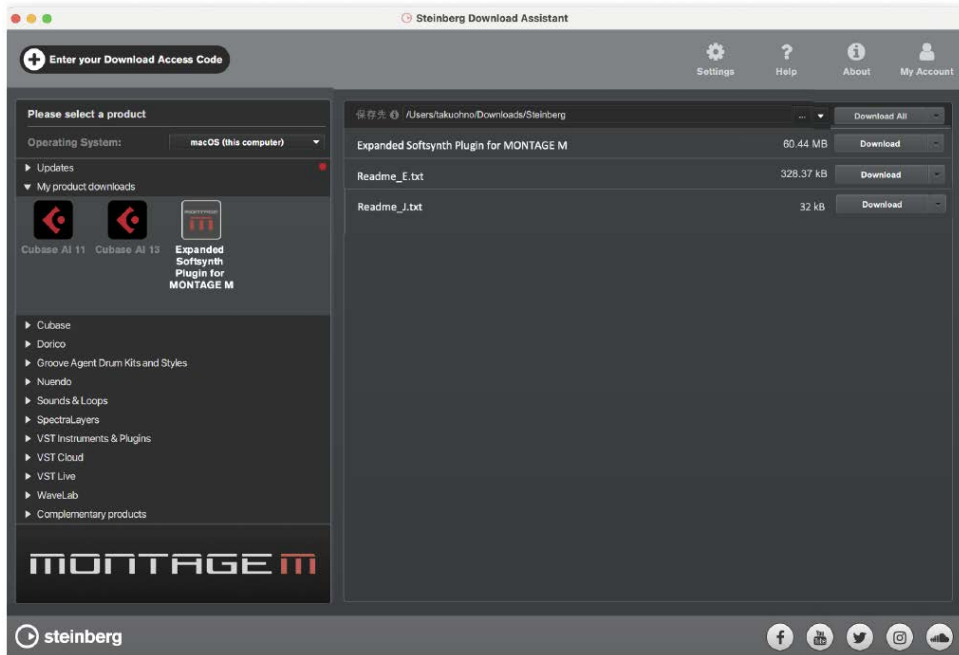 Steinberg Download Assistant
Enter your Download Access Code
Settings
Help
About
My Account
Please select a product
Operating System: macOS (this computer)
Updates
My product downloads
Cubase AI 11
Cubase AI 13
Expanded
Softsynth
Plugin for
MONTAGE M
Cubase
Dorico
Groove Agent Drum Kits and Styles
Nuendo
Sounds & Loops
SpectraLayers
VST Instruments & Plugins
VST Cloud
VST Live
WaveLab
Complementary products
MONTAGE M
保存先 /Users/takuohno/Downloads/Steinberg ... Download All
Expanded Softsynth Plugin for MONTAGE M 60.44 MB Download
Readme_E.txt 328.37 kB Download
Readme_J.txt 32 kB Download
steinberg